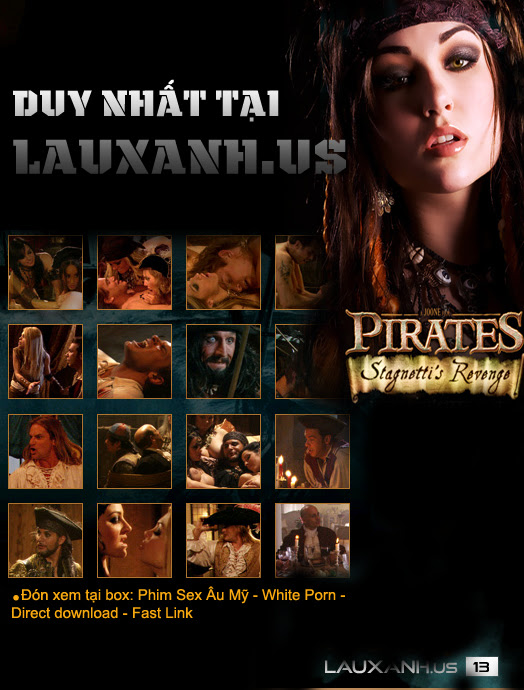 DUY NHẤT TẠI
LAUXANH.US
PIRATES
Stagnetti's Revenge
•Đón xem tại box: Phim Sex Âu Mỹ - White Porn -
Direct download - Fast Link
LAUXANH.US 13